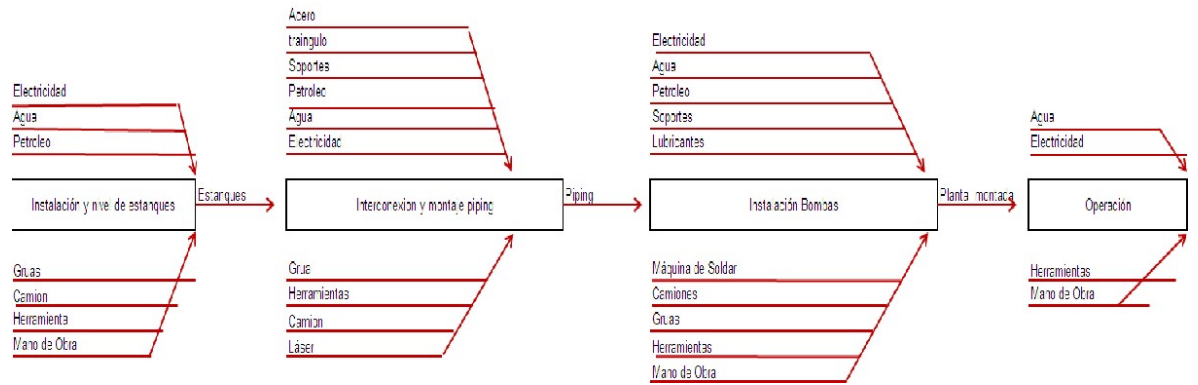 Electricidad
Agua
Petroleo
Instalación y nivel de estanques
Gruas
Camion
Herramienta
Mano de Obra
Estanques
Acero
traingulo
Soportes
Petroleo
Agua
Electricidad
Interconexion y montaje piping
Grua
Herramientas
Camion
Láser
Piping
Electricidad
Agua
Petroleo
Soportes
Lubricantes
Instalación Bombas
Máquina de Soldar
Camiones
Gruas
Herramientas
Mano de Obra
Planta montada
Agua
Electricidad
Operación
Herramientas
Mano de Obra